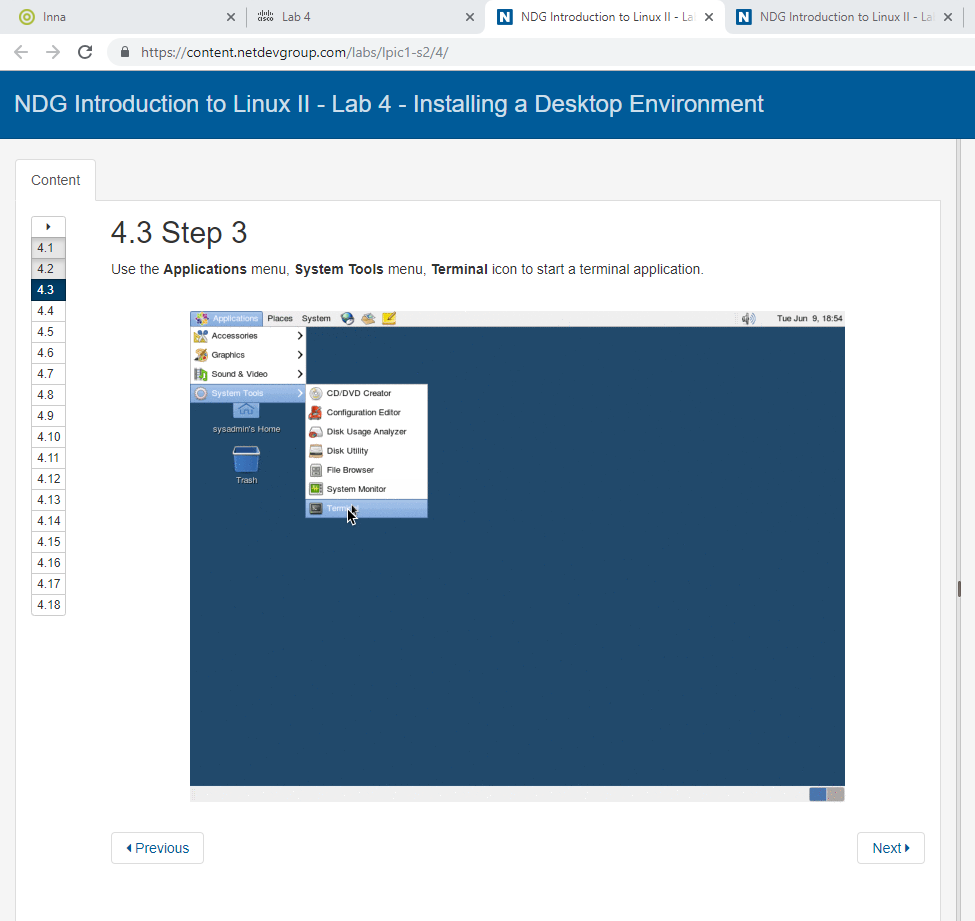 Inna
Lab 4
NDG Introduction to Linux II - La
NDG Introduction to Linux II - La
https://content.netdevgroup.com/labs/lpic1-s2/4/
NDG Introduction to Linux II - Lab 4 - Installing a Desktop Environment
Content
4.1
4.2
4.3
4.4
4.5
4.6
4.7
4.8
4.9
4.10
4.11
4.12
4.13
4.14
4.15
4.16
4.17
4.18
4.3 Step 3
Use the Applications menu, System Tools menu, Terminal icon to start a terminal application.
Applications Places System Tue Jun 9, 18:54
Accessories
Graphics
Sound & Video
System Tools
CD/DVD Creator
Configuration Editor
Disk Usage Analyzer
Disk Utility
File Browser
System Monitor
Terminal
sysadmin's Home
Trash
Previous
Next